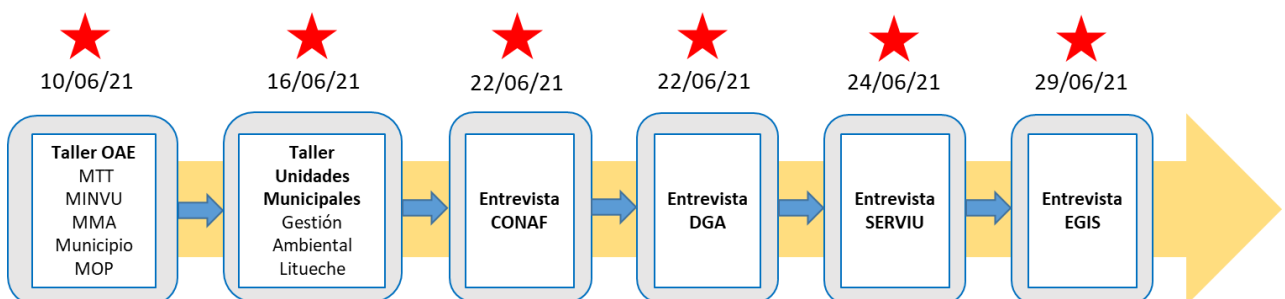 10/06/21
16/06/21
22/06/21
22/06/21
24/06/21
29/06/21
Taller OAE
MTT
MINVU
MMA
Municipio
MOP
Taller
Unidades
Municipales
Gestión
Ambiental
Litueche
Entrevista
CONAF
Entrevista
DGA
Entrevista
SERVIU
Entrevista
EGIS